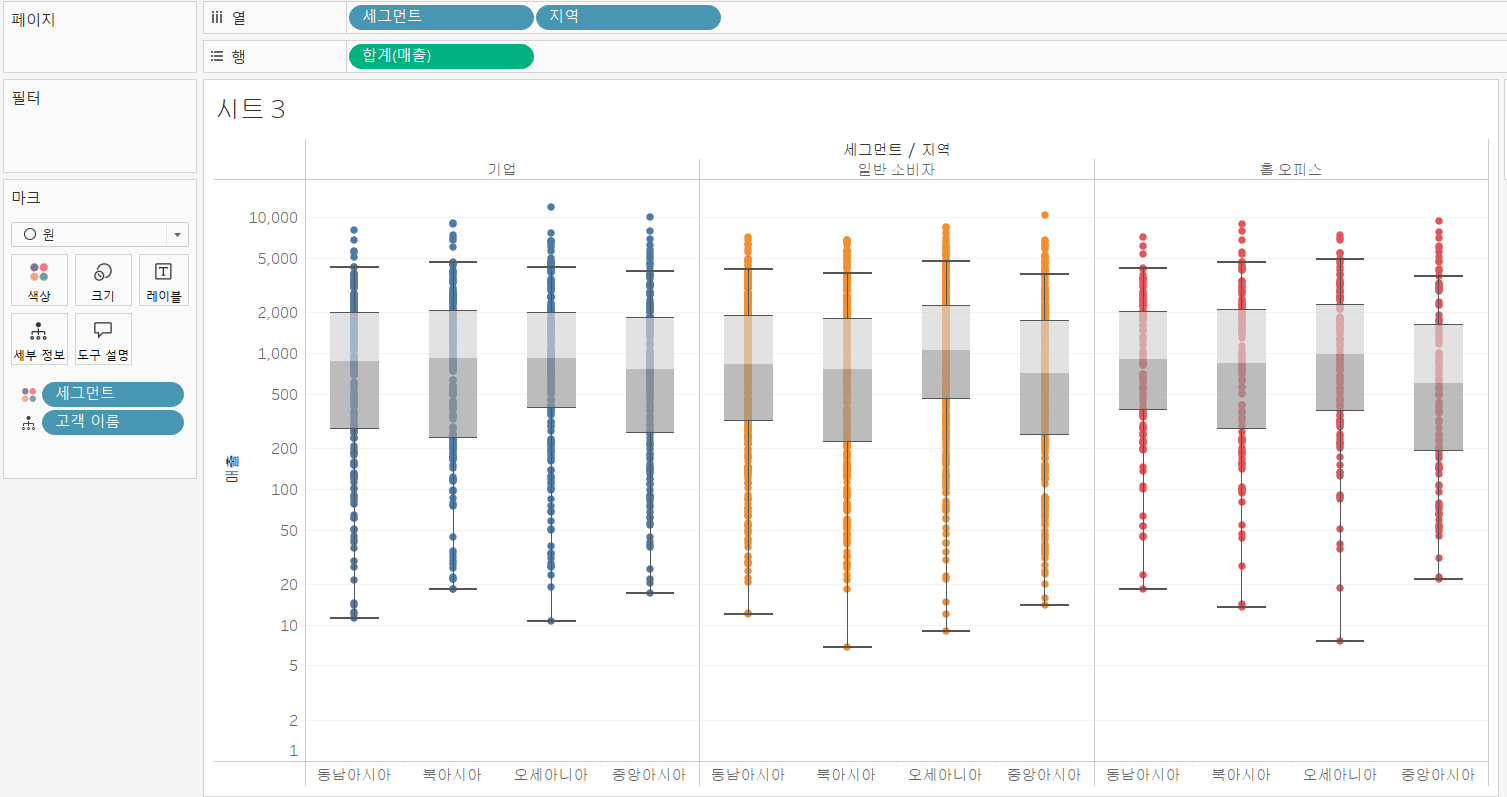 페이지
열
세그먼트
지역
행
합계(매출)
필터
마크
원
색상
크기
레이블
세부 정보
도구 설명
세그먼트
고객 이름
시트 3
세그먼트 / 지역
기업
일반 소비자
홈 오피스
매출
10,000
5,000
2,000
1,000
500
200
100
50
20
10
5
2
1
동남아시아 북아시아 오세아니아 중앙아시아 동남아시아 북아시아 오세아니아 중앙아시아 동남아시아 북아시아 오세아니아 중앙아시아